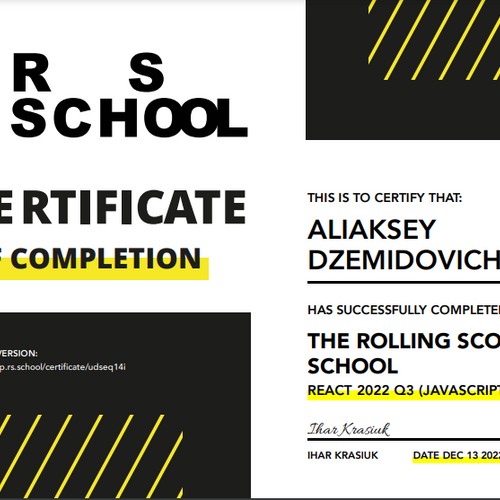 R S
SCHOOL
ERTIFICATE
F COMPLETION
VERSION:
p.rs.school/certificate/udseq14i
THIS IS TO CERTIFY THAT:
ALIAKSEY
DZEMIDOVICH
HAS SUCCESSFULLY COMPLETE
THE ROLLING SCO
SCHOOL
REACT 2022 Q3 (JAVASCRIPT
Ihar Krasiuk
IHAR KRASIUK
DATE DEC 13 2022